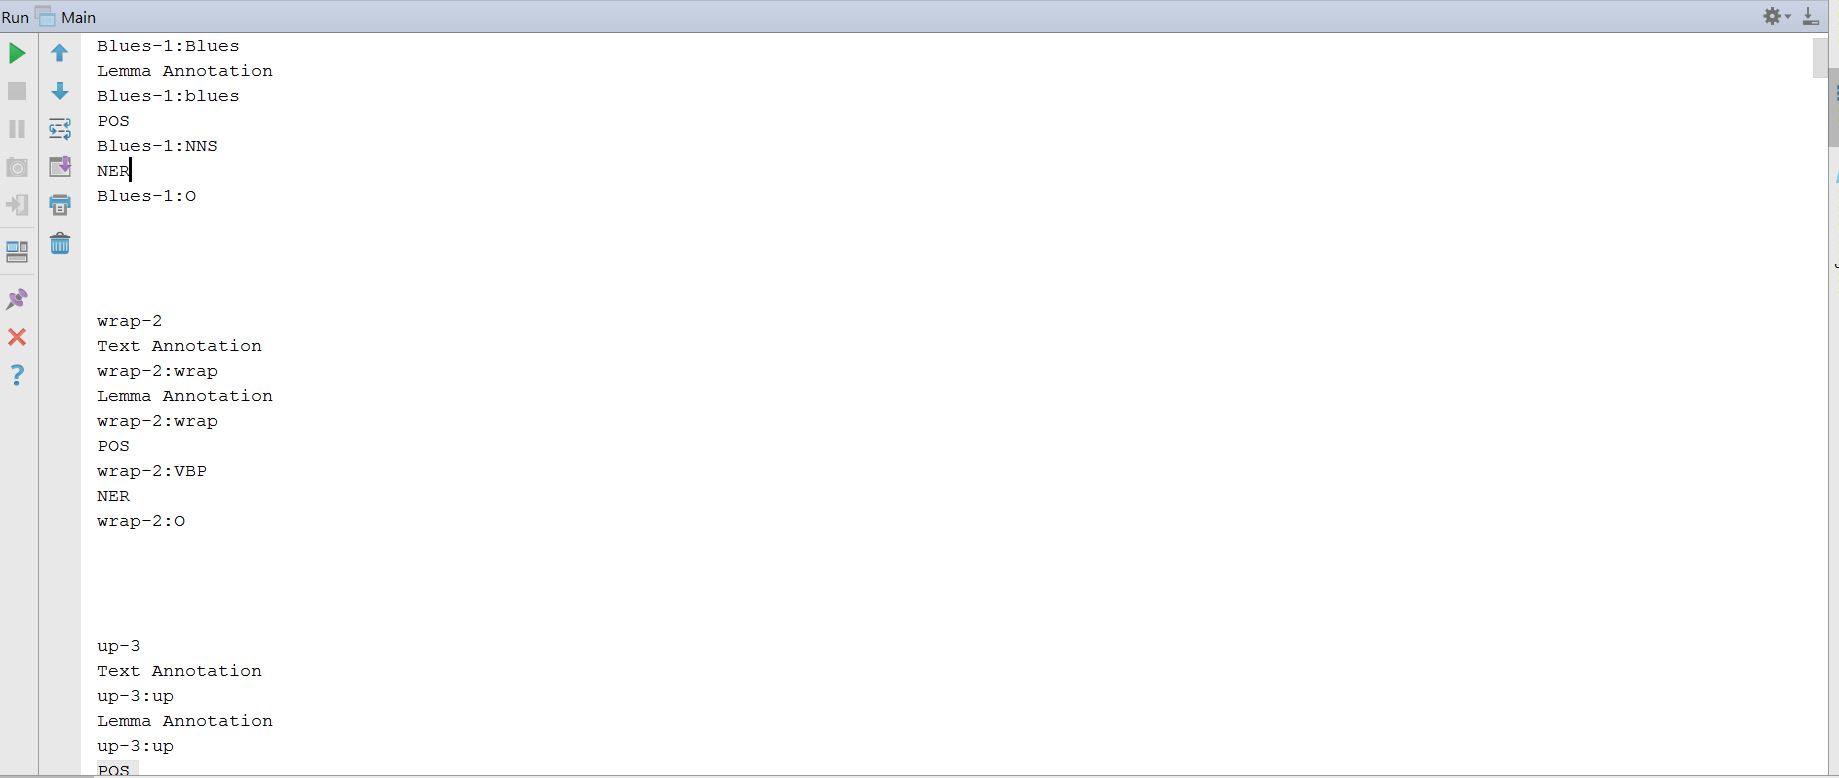 Run Main
Blues-1:Blues
Lemma Annotation
Blues-1:blues
POS
Blues-1:NNS
NER
Blues-1:O
wrap-2
Text Annotation
wrap-2:wrap
Lemma Annotation
wrap-2:wrap
POS
wrap-2:VBP
NER
wrap-2:O
up-3
Text Annotation
up-3:up
Lemma Annotation
up-3:up
POS